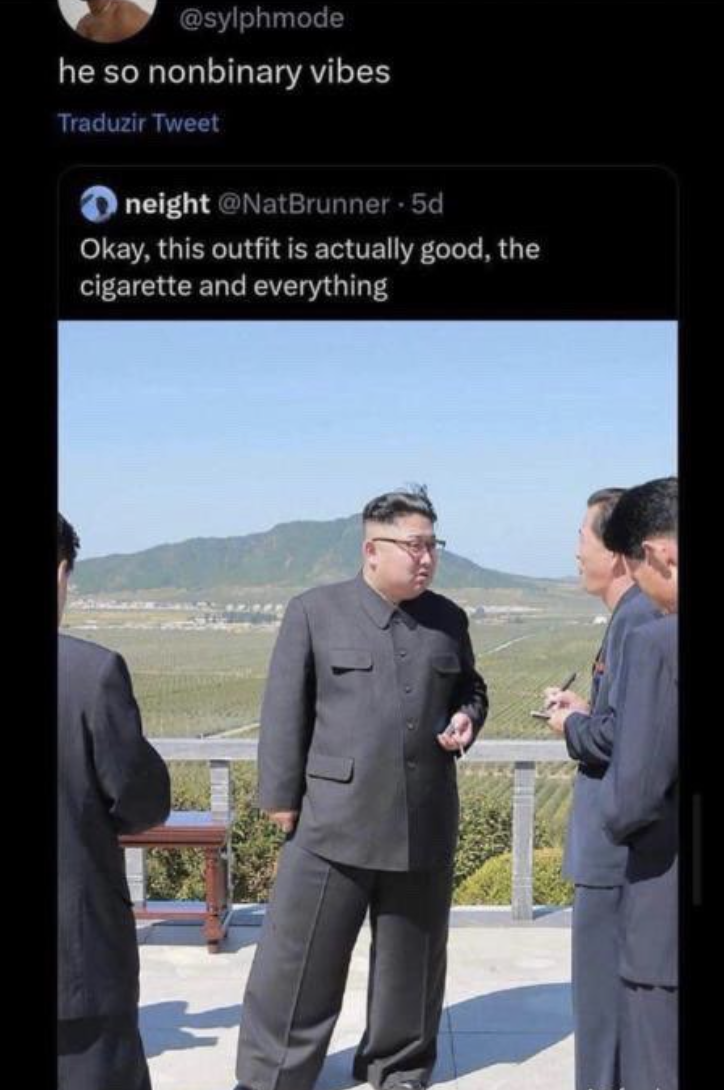 @sylphmode
he so nonbinary vibes
Traduzir Tweet
neight @NatBrunner · 5d
Okay, this outfit is actually good, the
cigarette and everything